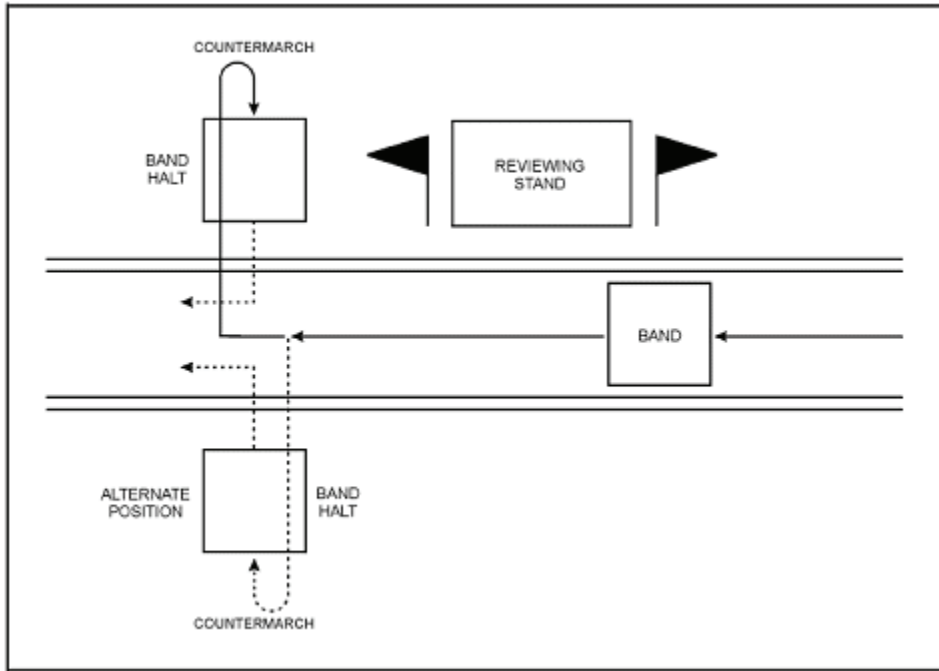 COUNTERMARCH
BAND
HALT
REVIEWING
STAND
BAND
ALTERNATE
POSITION
BAND
HALT
COUNTERMARCH